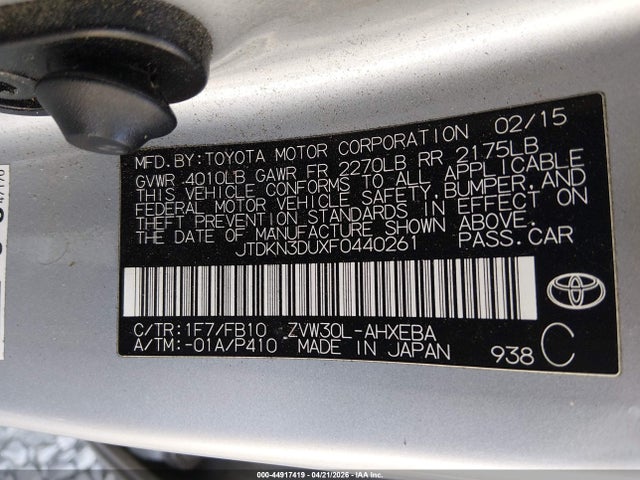 MFD.BY:TOYOTA MOTOR CORPORATION 02/15
GVWR 4010LB GAWR FR 2270LB RR 2175LB
THIS VEHICLE CONFORMS TO ALL APPLICABLE
FEDERAL MOTOR VEHICLE SAFETY, BUMPER, AND
THEFT PREVENTION STANDARDS IN EFFECT ON
THE DATE OF MANUFACTURE SHOWN ABOVE.
JTDKN3DUXF0440261 PASS.CAR
C/TR:1F7/FB10 ZVW30L-AHXEBA
A/TM:-01A/P410 MADE IN JAPAN 938 C
000-44917419 - 04/21/2026 - IAA Inc.